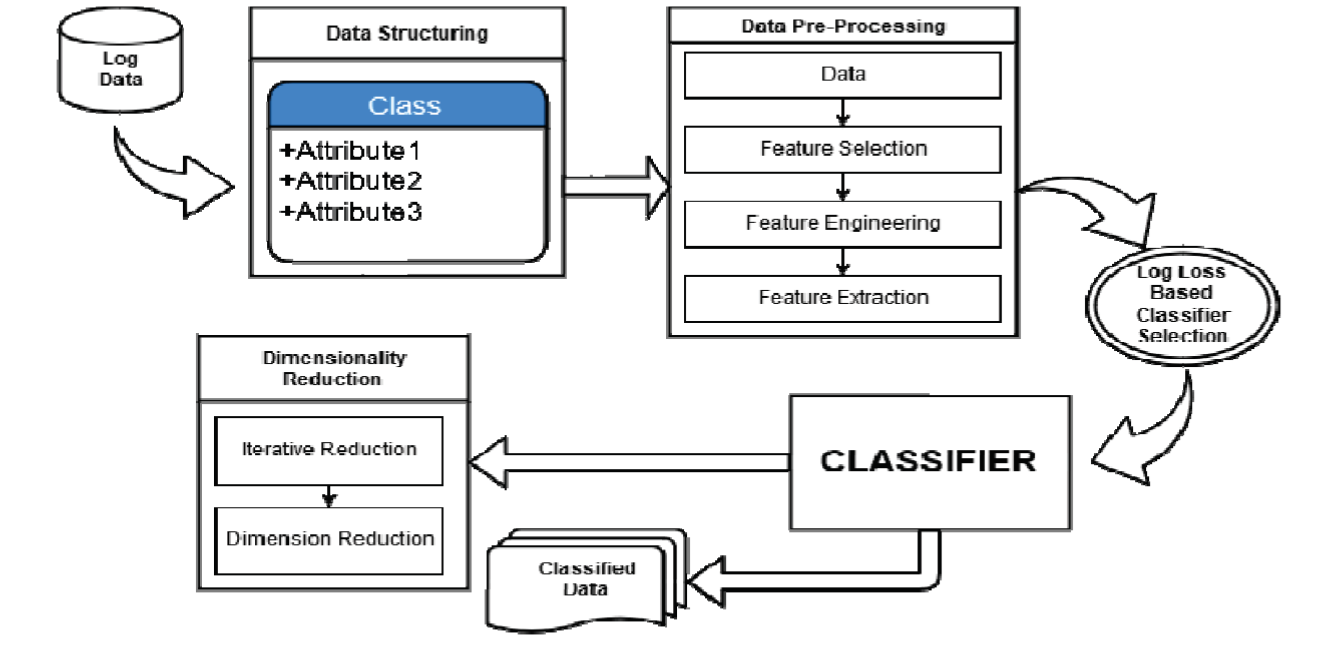 Log
Data
Data Structuring
Class
+Attribute1
+Attribute2
+Attribute3
Data Pre-Processing
Data
Feature Selection
Feature Engineering
Feature Extraction
Log Loss
Based
Classifier
Selection
CLASSIFIER
Dimensionality
Reduction
Iterative Reduction
Dimension Reduction
Classified
Data